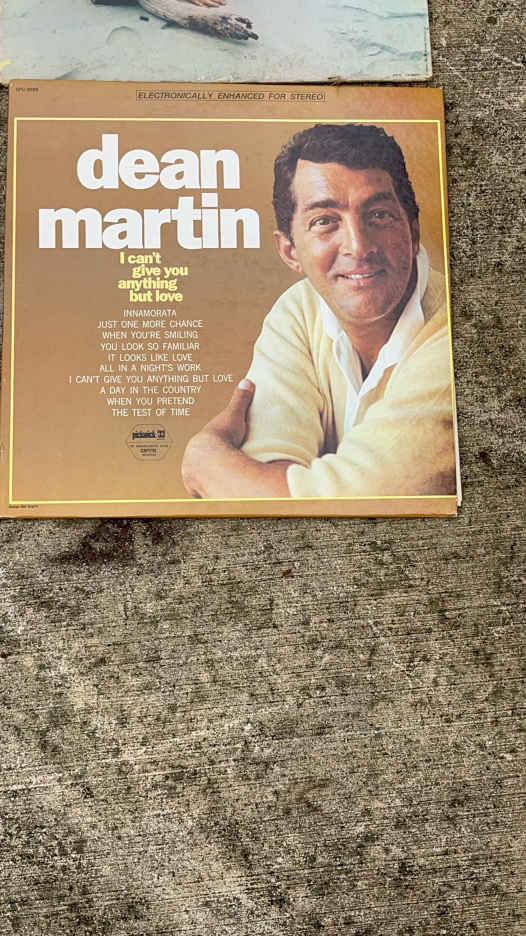 ELECTRONICALLY ENHANCED FOR STEREO
dean
martin
I can't
give you
anything
but love
INNAMORATA
JUST ONE MORE CHANCE
WHEN YOU'RE SMILING
YOU LOOK SO FAMILIAR
IT LOOKS LIKE LOVE
ALL IN A NIGHT'S WORK
I CAN'T GIVE YOU ANYTHING BUT LOVE
A DAY IN THE COUNTRY
WHEN YOU PRETEND
THE TEST OF TIME
pickwick 33
CAPITOL